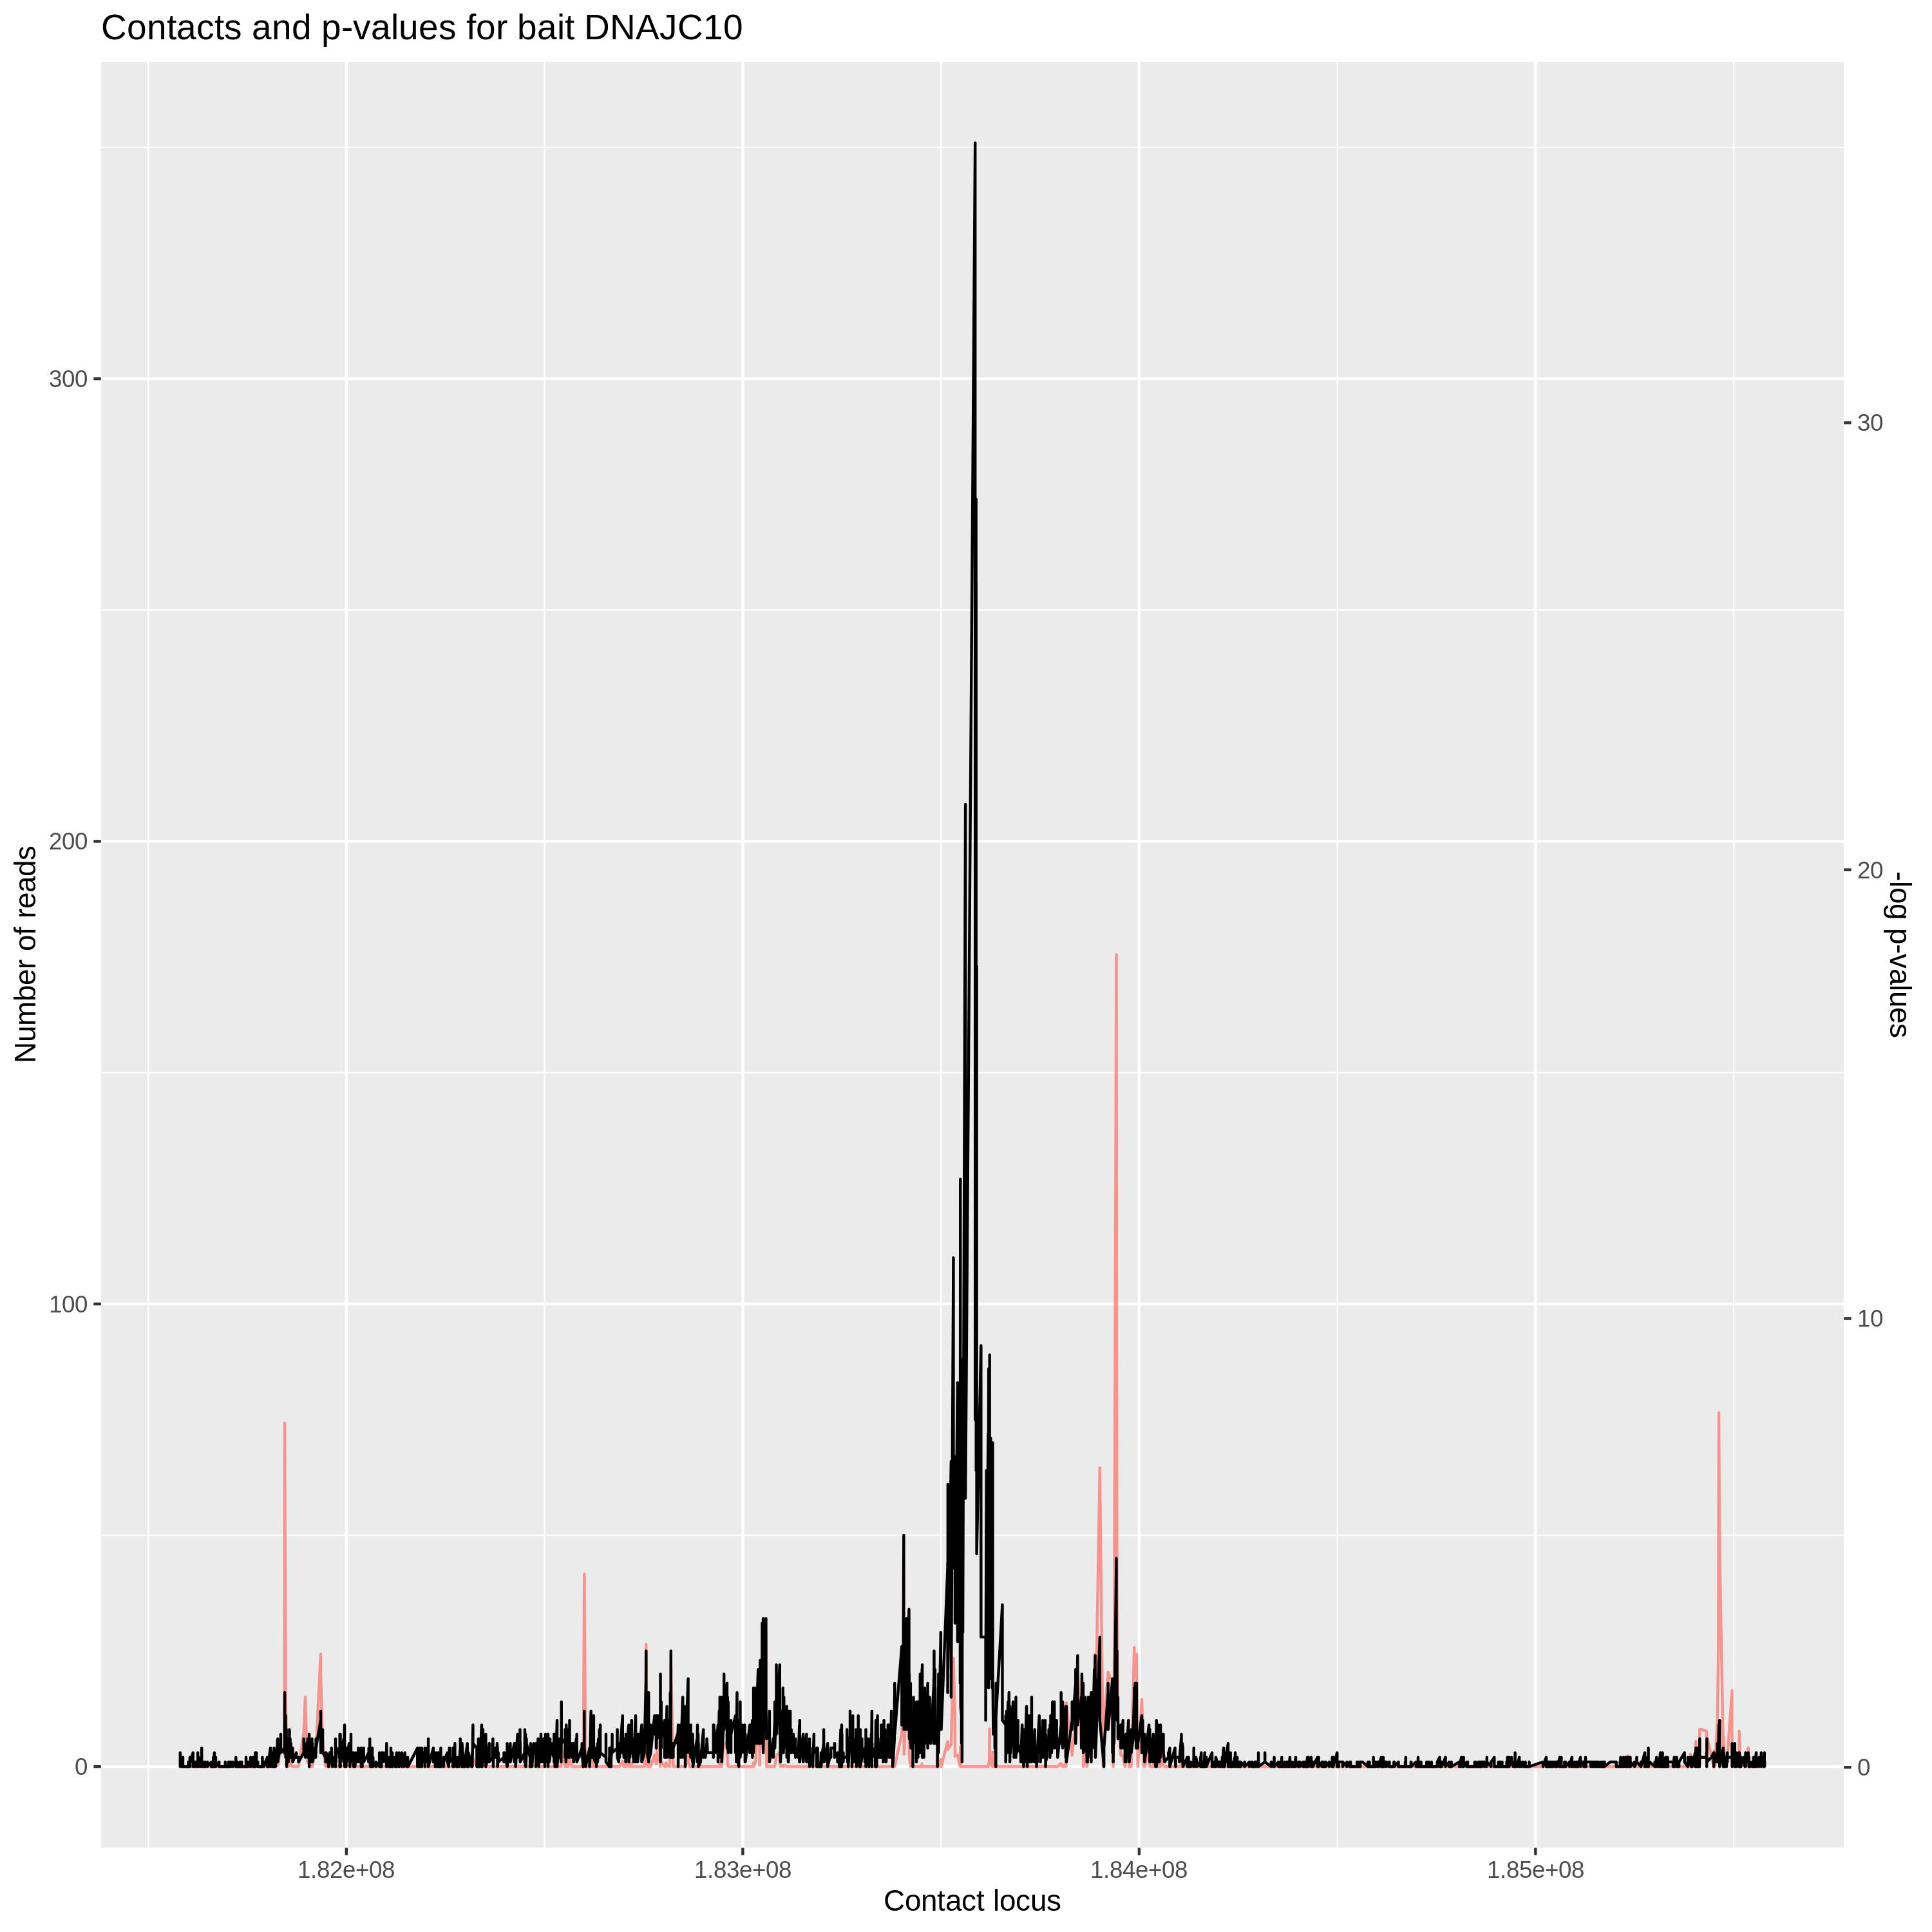 Contacts and p-values for bait DNAJC10
Number of reads
300
200
100
0
30
20
10
0
-log p-values
1.82e+08
1.83e+08
1.84e+08
1.85e+08
Contact locus